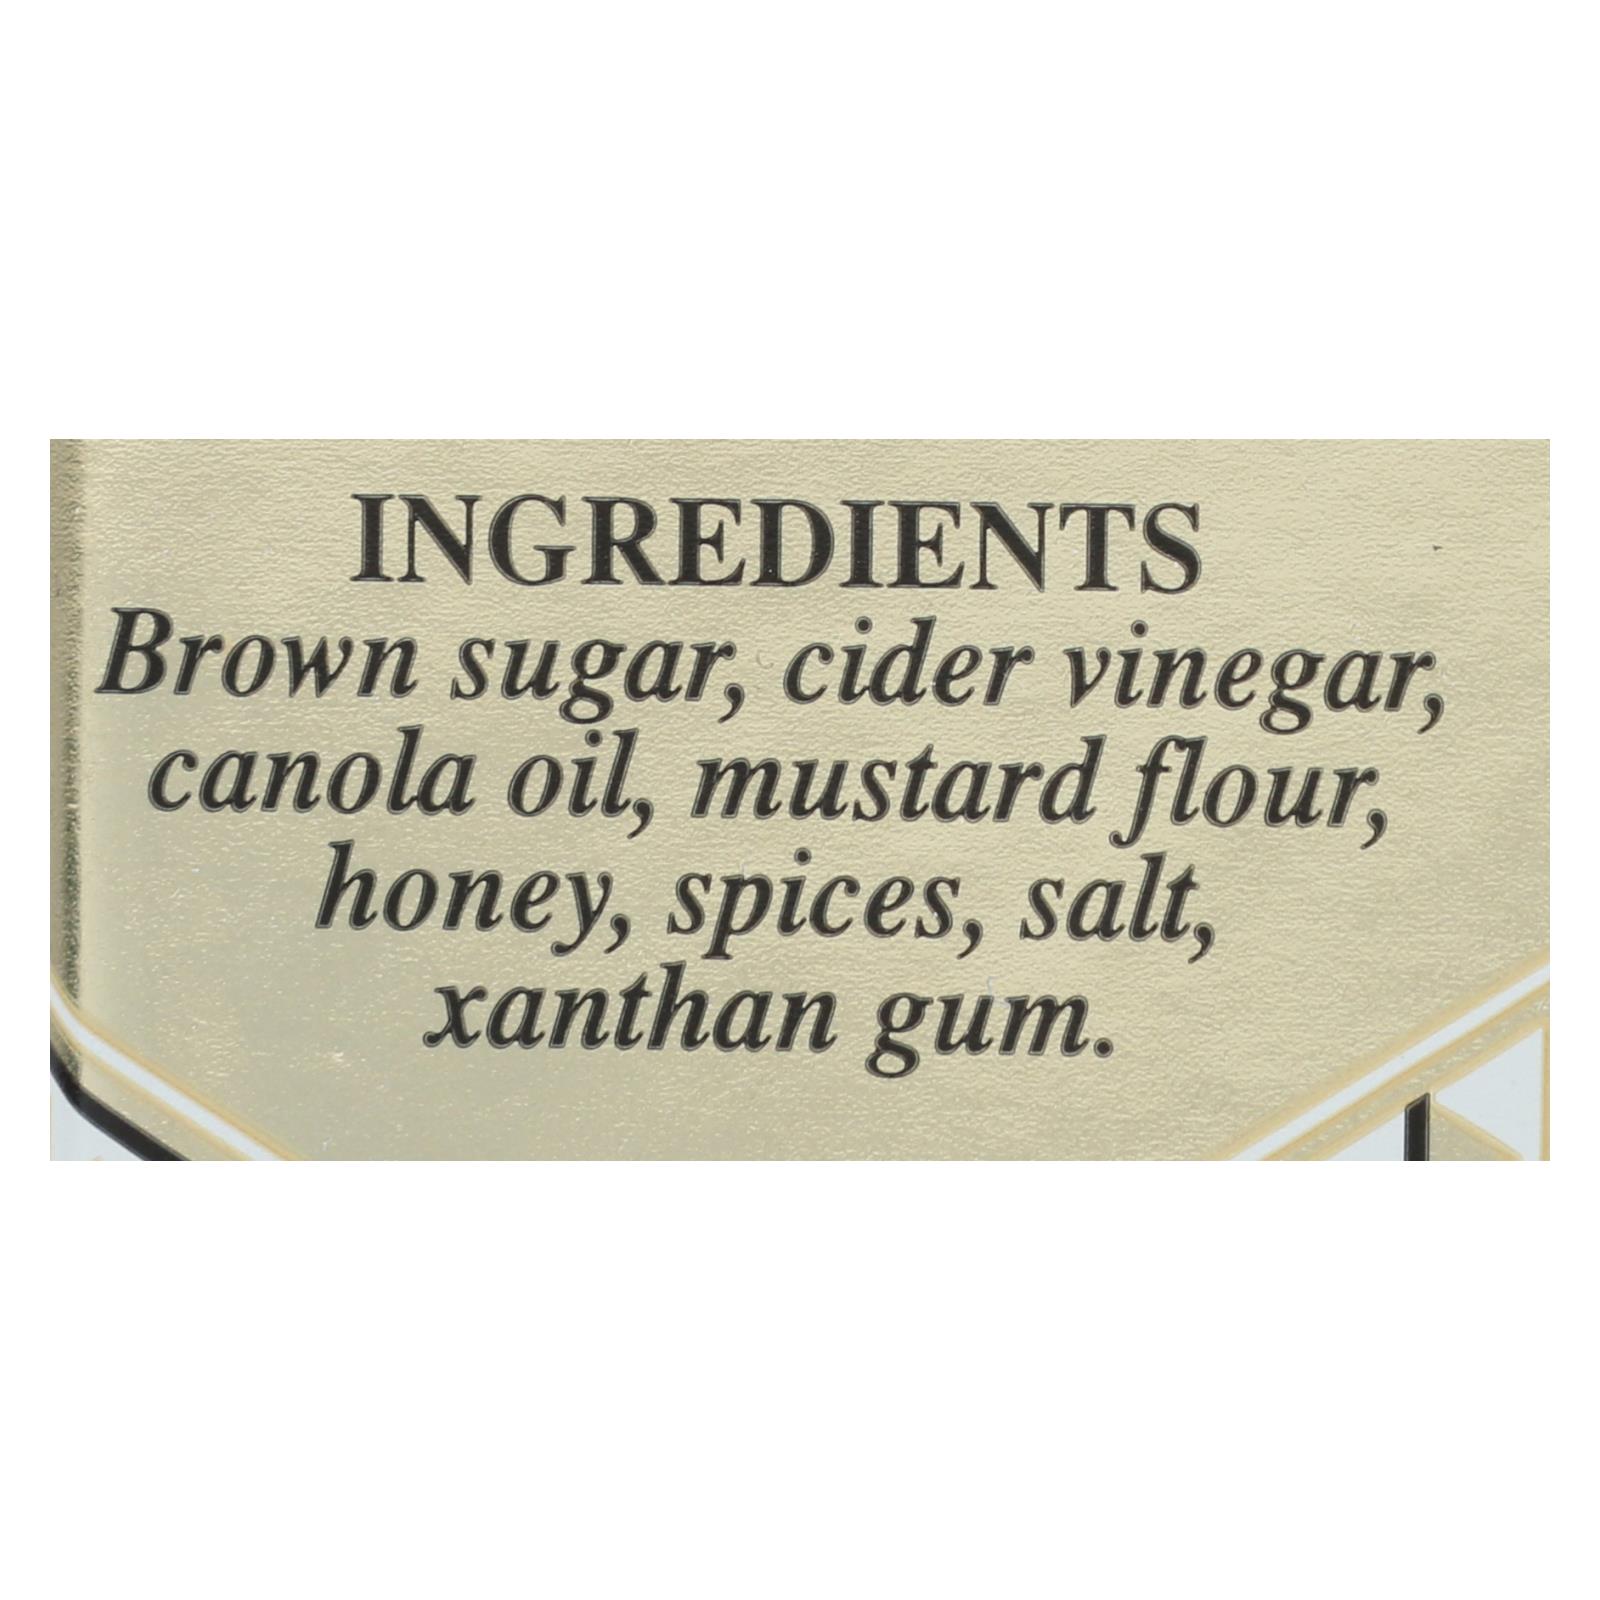 INGREDIENTS
Brown sugar, cider vinegar,
canola oil, mustard flour,
honey, spices, salt,
xanthan gum.